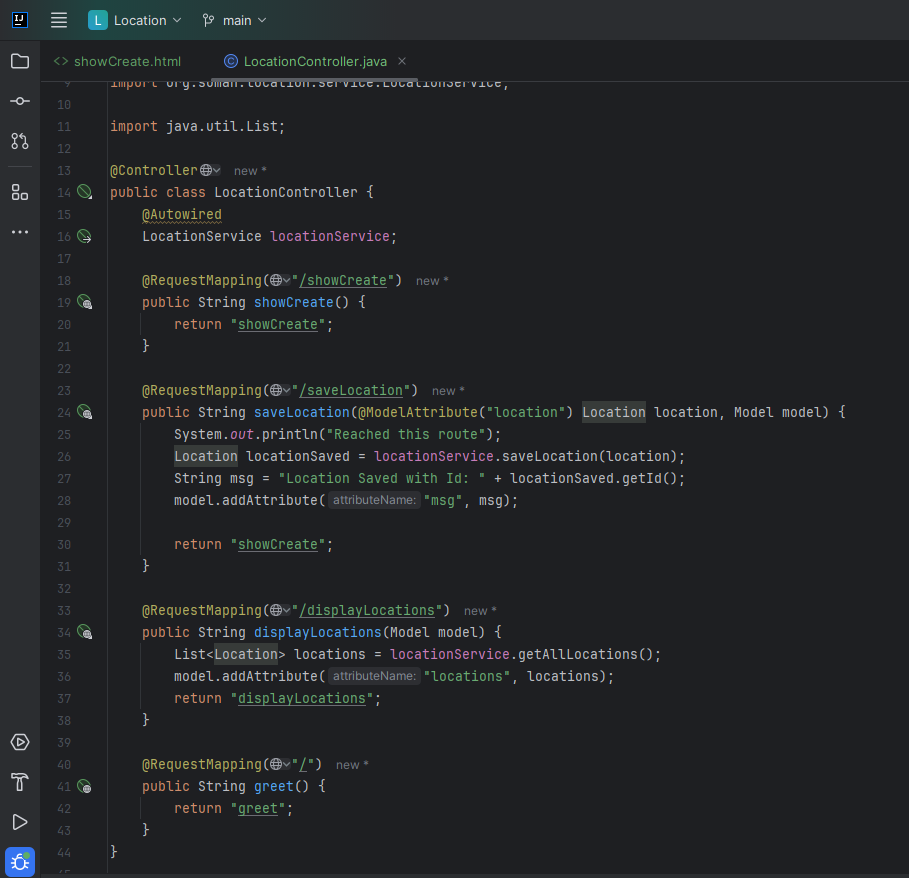 L Location main
<> showCreate.html
LocationController.java
9 import org.suman.location.service.LocationService;
10
11 import java.util.List;
12
13 @Controller new *
14 public class LocationController {
15 @Autowired
16 LocationService locationService;
17
18 @RequestMapping("/showCreate") new *
19 public String showCreate() {
20 return "showCreate";
21 }
22
23 @RequestMapping("/saveLocation") new *
24 public String saveLocation(@ModelAttribute("location") Location location, Model model) {
25 System.out.println("Reached this route");
26 Location locationSaved = locationService.saveLocation(location);
27 String msg = "Location Saved with Id: " + locationSaved.getId();
28 model.addAttribute( attributeName: "msg", msg);
29
30 return "showCreate";
31 }
32
33 @RequestMapping("/displayLocations") new *
34 public String displayLocations(Model model) {
35 List<Location> locations = locationService.getAllLocations();
36 model.addAttribute( attributeName: "locations", locations);
37 return "displayLocations";
38 }
39
40 @RequestMapping("/") new *
41 public String greet() {
42 return "greet";
43 }
44 }
45